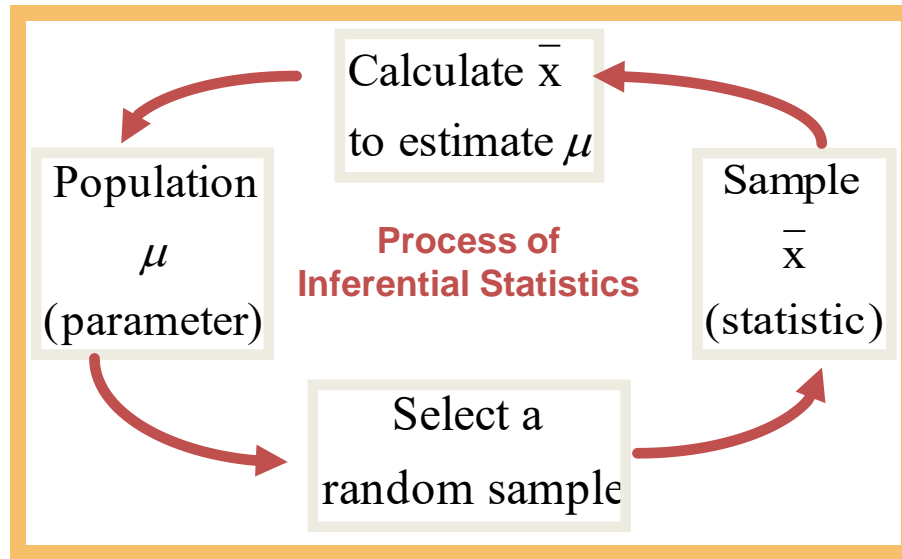 Calculate x̄
to estimate μ
Population
μ
(parameter)
Process of
Inferential Statistics
Sample
x̄
(statistic)
Select a
random sample